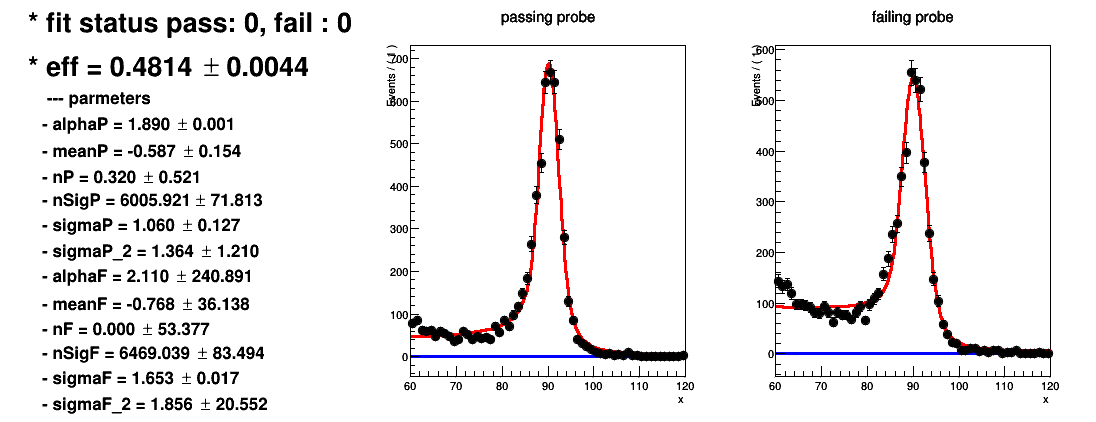 * fit status pass: 0, fail : 0
* eff = 0.4814 ± 0.0044
--- parmeters
- alphaP = 1.890 ± 0.001
- meanP = -0.587 ± 0.154
- nP = 0.320 ± 0.521
- nSigP = 6005.921 ± 71.813
- sigmaP = 1.060 ± 0.127
- sigmaP_2 = 1.364 ± 1.210
- alphaF = 2.110 ± 240.891
- meanF = -0.768 ± 36.138
- nF = 0.000 ± 53.377
- nSigF = 6469.039 ± 83.494
- sigmaF = 1.653 ± 0.017
- sigmaF_2 = 1.856 ± 20.552
passing probe
Events / ( 1 )
700
600
500
400
300
200
100
0
60 70 80 90 100 110 120
x
failing probe
Events / ( 1 )
600
500
400
300
200
100
0
60 70 80 90 100 110 120
x